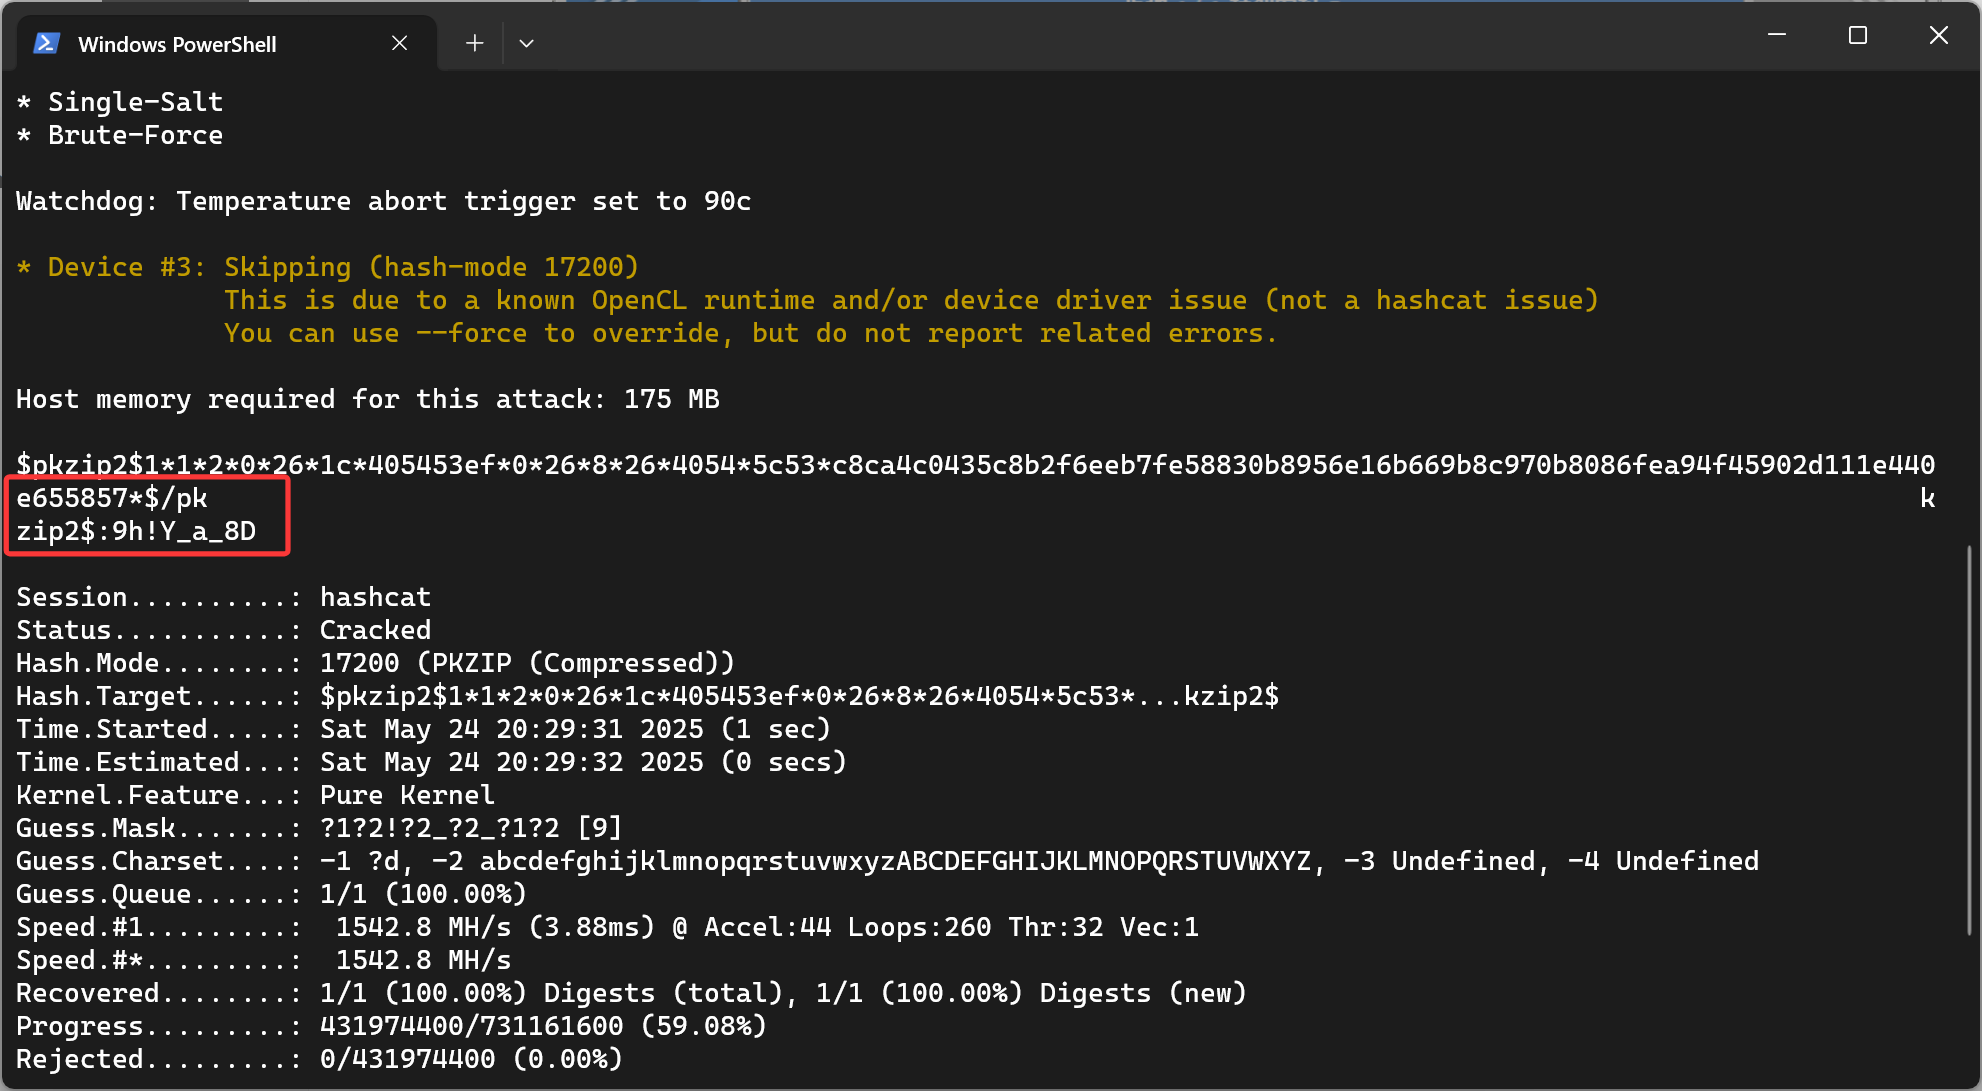 Windows PowerShell
* Single-Salt
* Brute-Force
Watchdog: Temperature abort trigger set to 90c
* Device #3: Skipping (hash-mode 17200)
This is due to a known OpenCL runtime and/or device driver issue (not a hashcat issue)
You can use --force to override, but do not report related errors.
Host memory required for this attack: 175 MB
$pkzip2$1*1*2*0*26*1c*405453ef*0*26*8*26*4054*5c53*c8ca4c0435c8b2f6eeb7fe58830b8956e16b669b8c970b8086fea94f45902d111e440
e655857*$/pk k
zip2$:9h!Y_a_8D
Session..........: hashcat
Status...........: Cracked
Hash.Mode........: 17200 (PKZIP (Compressed))
Hash.Target......: $pkzip2$1*1*2*0*26*1c*405453ef*0*26*8*26*4054*5c53*...kzip2$
Time.Started.....: Sat May 24 20:29:31 2025 (1 sec)
Time.Estimated...: Sat May 24 20:29:32 2025 (0 secs)
Kernel.Feature...: Pure Kernel
Guess.Mask.......: ?1?2!?2_?2_?1?2 [9]
Guess.Charset....: -1 ?d, -2 abcdefghijklmnopqrstuvwxyzABCDEFGHIJKLMNOPQRSTUVWXYZ, -3 Undefined, -4 Undefined
Guess.Queue......: 1/1 (100.00%)
Speed.#1.........:  1542.8 MH/s (3.88ms) @ Accel:44 Loops:260 Thr:32 Vec:1
Speed.#*.........:  1542.8 MH/s
Recovered........: 1/1 (100.00%) Digests (total), 1/1 (100.00%) Digests (new)
Progress.........: 431974400/731161600 (59.08%)
Rejected.........: 0/431974400 (0.00%)